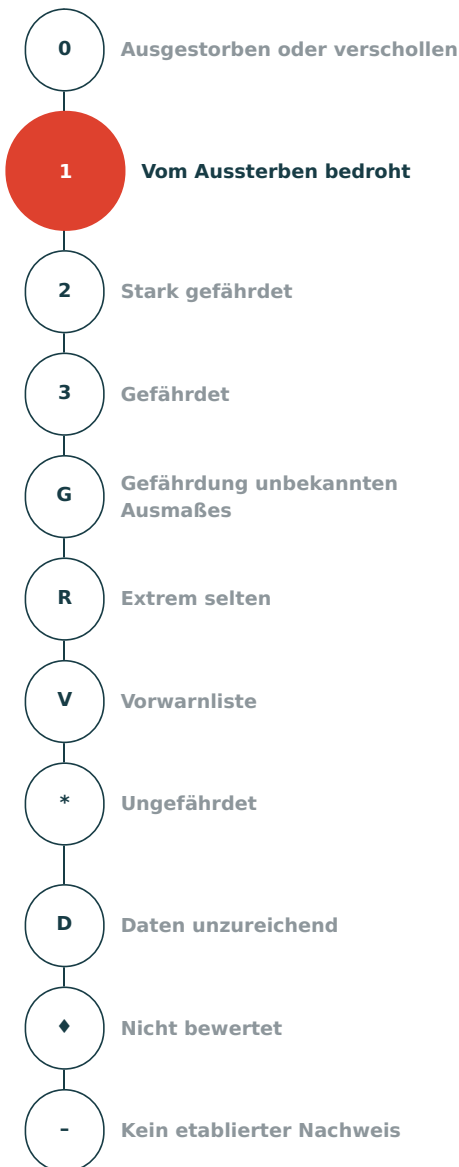 0 Ausgestorben oder verschollen
1 Vom Aussterben bedroht
2 Stark gefährdet
3 Gefährdet
G Gefährdung unbekannten
Ausmaßes
R Extrem selten
V Vorwarnliste
* Ungefährdet
D Daten unzureichend
♦ Nicht bewertet
– Kein etablierter Nachweis